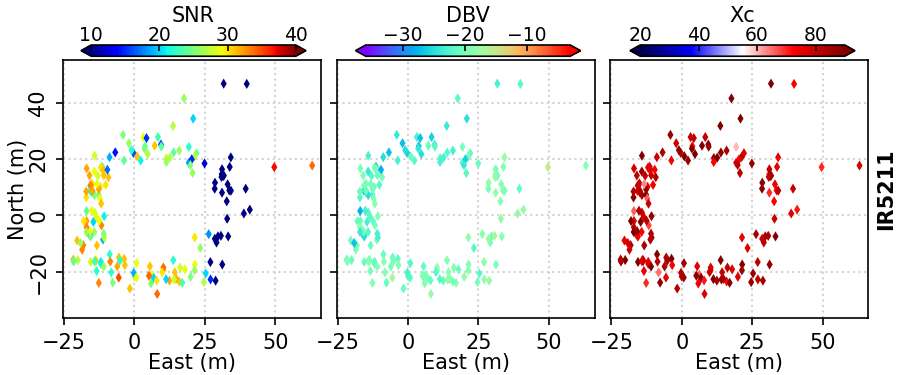 SNR DBV Xc
10 20 30 40 −30 −20 −10 20 40 60 80
40
20
0
−20
North (m)
−25 0 25 50 −25 0 25 50 −25 0 25 50
East (m) East (m) East (m)
IR5211